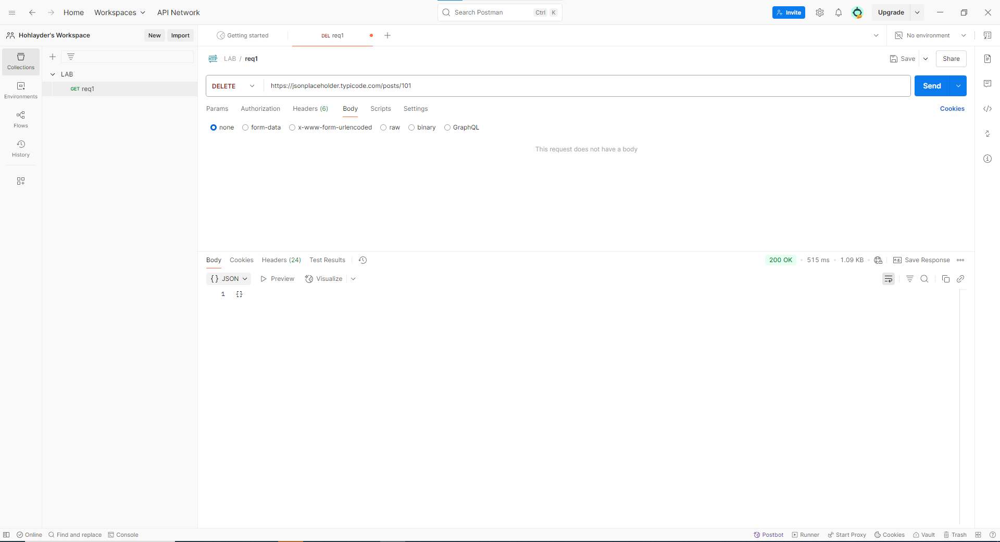 Home Workspaces API Network Search Postman Ctrl K Invite Upgrade
Hohlayder's Workspace New Import Getting started DEL req1 No environment
Collections
Environments
Flows
History
LAB
GET req1
HTTP LAB / req1 Save Share
DELETE https://jsonplaceholder.typicode.com/posts/101 Send
Params Authorization Headers (6) Body Scripts Settings Cookies
none form-data x-www-form-urlencoded raw binary GraphQL
This request does not have a body
Body Cookies Headers (24) Test Results 200 OK • 515 ms • 1.09 KB • e.g. Save Response
{} JSON Preview Visualize
1 {}
Online Find and replace Console Postbot Runner Start Proxy Cookies Vault Trash